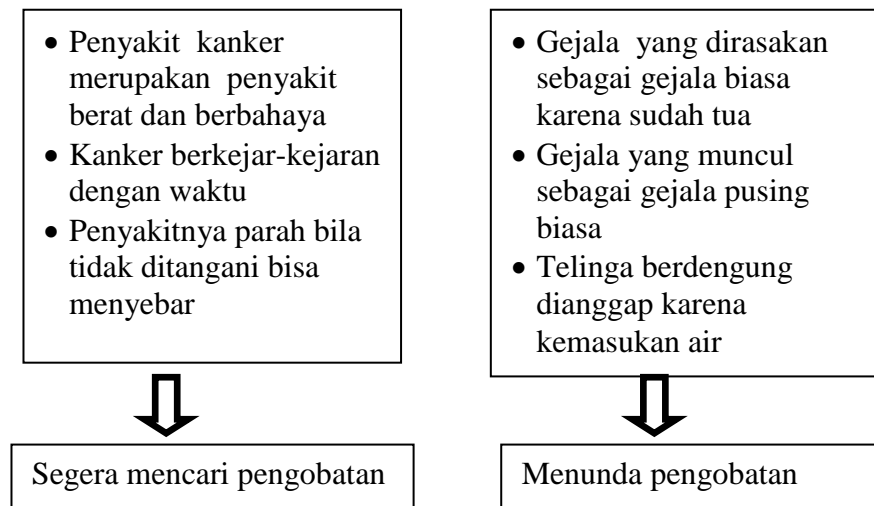 • Penyakit kanker
merupakan penyakit
berat dan berbahaya
• Kanker berkejar-kejaran
dengan waktu
• Penyakitnya parah bila
tidak ditangani bisa
menyebar
Segera mencari pengobatan
• Gejala yang dirasakan
sebagai gejala biasa
karena sudah tua
• Gejala yang muncul
sebagai gejala pusing
biasa
• Telinga berdengung
dianggap karena
kemasukan air
Menunda pengobatan